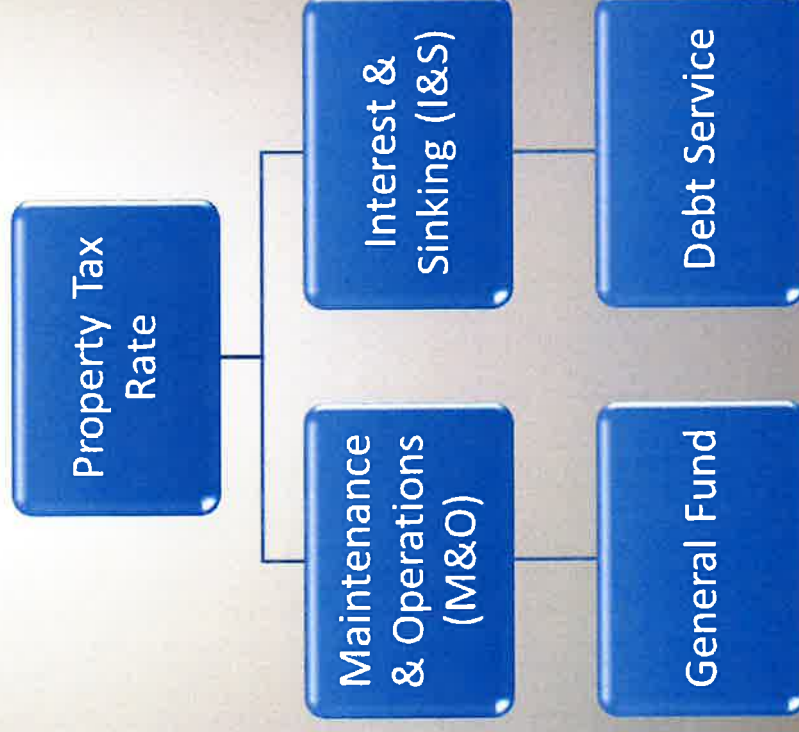 Property Tax
Rate
Maintenance
& Operations
(M&O)
Interest &
Sinking (I&S)
General Fund
Debt Service